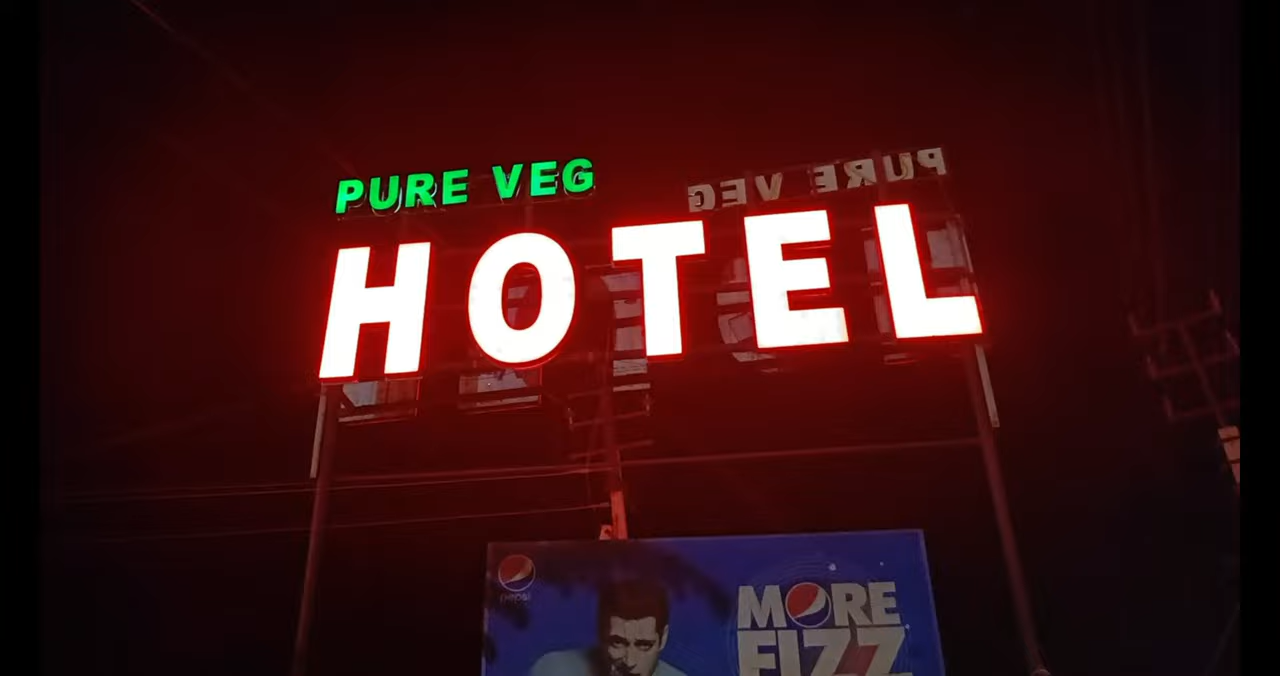 PURE VEG
PURE VEG
HOTEL
pepsi
MORE
FIZZ